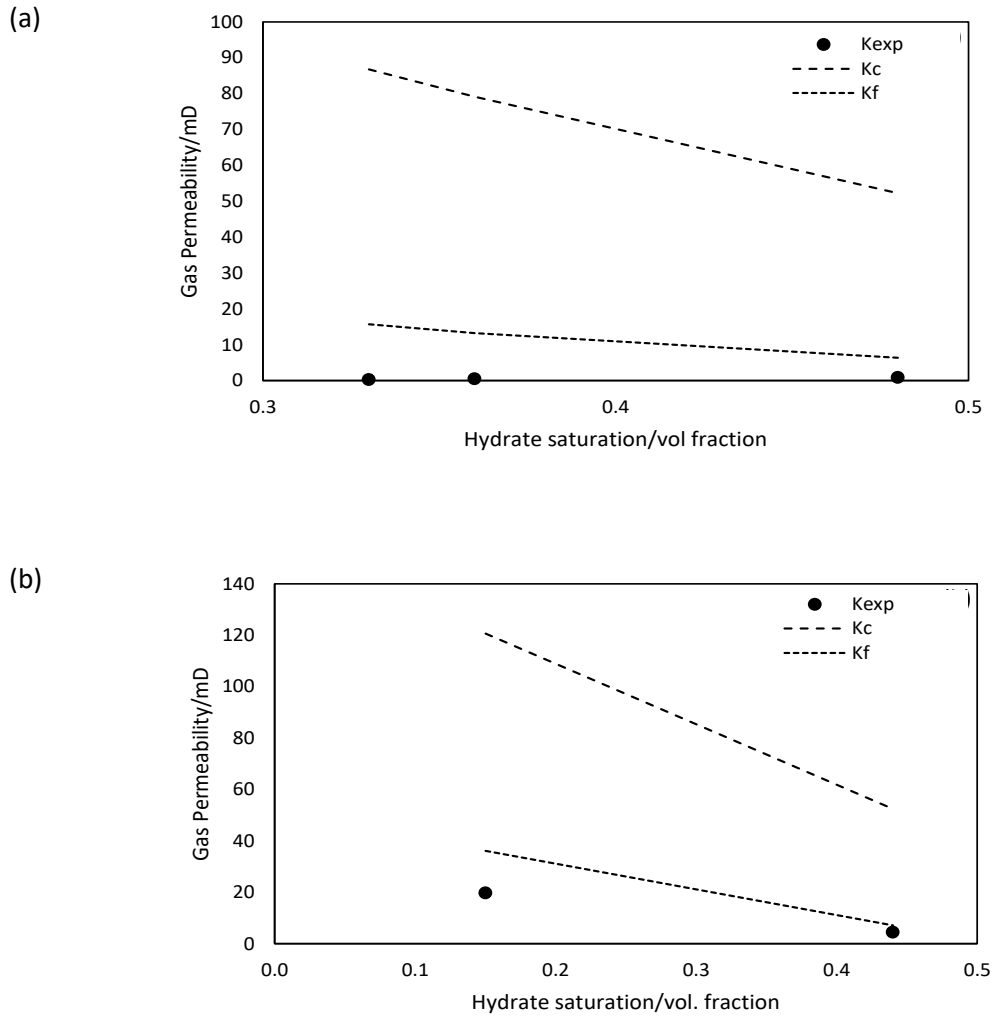 (a)
100
90
80
70
60
50
40
30
20
10
0
Gas Permeability/mD
Kexp
Kc
Kf
0.3
0.4
0.5
Hydrate saturation/vol fraction
(b)
140
120
100
80
60
40
20
0
Gas Permeability/mD
Kexp
Kc
Kf
0.0
0.1
0.2
0.3
0.4
0.5
Hydrate saturation/vol. fraction